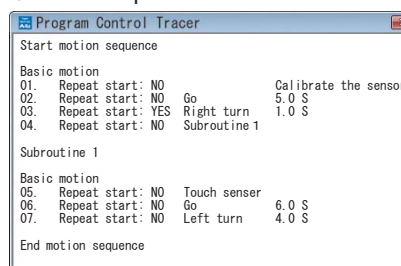 Program Control Tracer
Start motion sequence
Basic motion
01. Repeat start: NO Calibrate the senso
02. Repeat start: NO Go 5.0 S
03. Repeat start: YES Right turn 1.0 S
04. Repeat start: NO Subroutine 1
Subroutine 1
Basic motion
05. Repeat start: NO Touch senser
06. Repeat start: NO Go 6.0 S
07. Repeat start: NO Left turn 4.0 S
End motion sequence